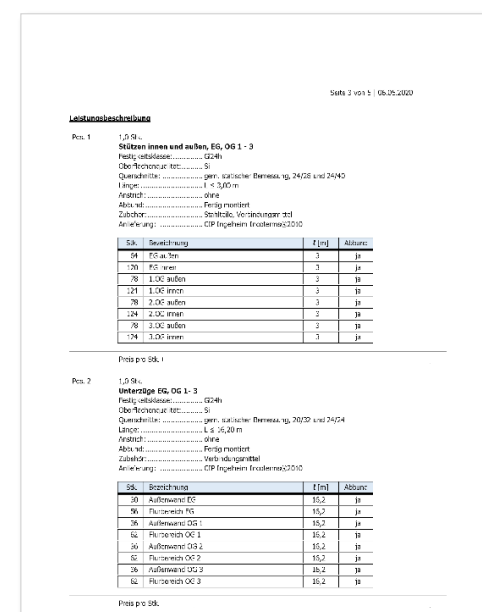 Seite 3 von 5 | 06.05.2020
Leistungsbeschreibung
Pos. 1 1,0 Stk.
Stützen innen und außen, EG, OG 1 - 3
Festigkeitsklasse: Gl24h
Oberflächenqualität: Si
Querschnitte: gem. statischer Bemessung, 24/28 und 24/40
Länge: L ≤ 3,00 m
Anstrich: ohne
Abbund: Fertig montiert
Zubehör: Stahlteile, Verbindungsmittel
Anlieferung: CIP Ingelheim Incoterms©2010
Stk. Bezeichnung ℓ [m] Abbund
64 EG außen 3 ja
120 EG innen 3 ja
78 1.OG außen 3 ja
124 1.OG innen 3 ja
78 2.OG außen 3 ja
124 2.OG innen 3 ja
78 3.OG außen 3 ja
124 3.OG innen 3 ja
Preis pro Stk.
Pos. 2 1,0 Stk.
Unterzüge EG, OG 1- 3
Festigkeitsklasse: Gl24h
Oberflächenqualität: Si
Querschnitte: gem. statischer Bemessung, 20/32 und 24/24
Länge: L ≤ 16,20 m
Anstrich: ohne
Abbund: Fertig montiert
Zubehör: Verbindungsmittel
Anlieferung: CIP Ingelheim Incoterms©2010
Stk. Bezeichnung ℓ [m] Abbund
Außenwand EG 16,2 ja
56 Flurbereich EG 16,2 ja
36 Außenwand OG 1 16,2 ja
62 Flurbereich OG 1 16,2 ja
36 Außenwand OG 2 16,2 ja
62 Flurbereich OG 2 16,2 ja
36 Außenwand OG 3 16,2 ja
62 Flurbereich OG 3 16,2 ja
Preis pro Stk.